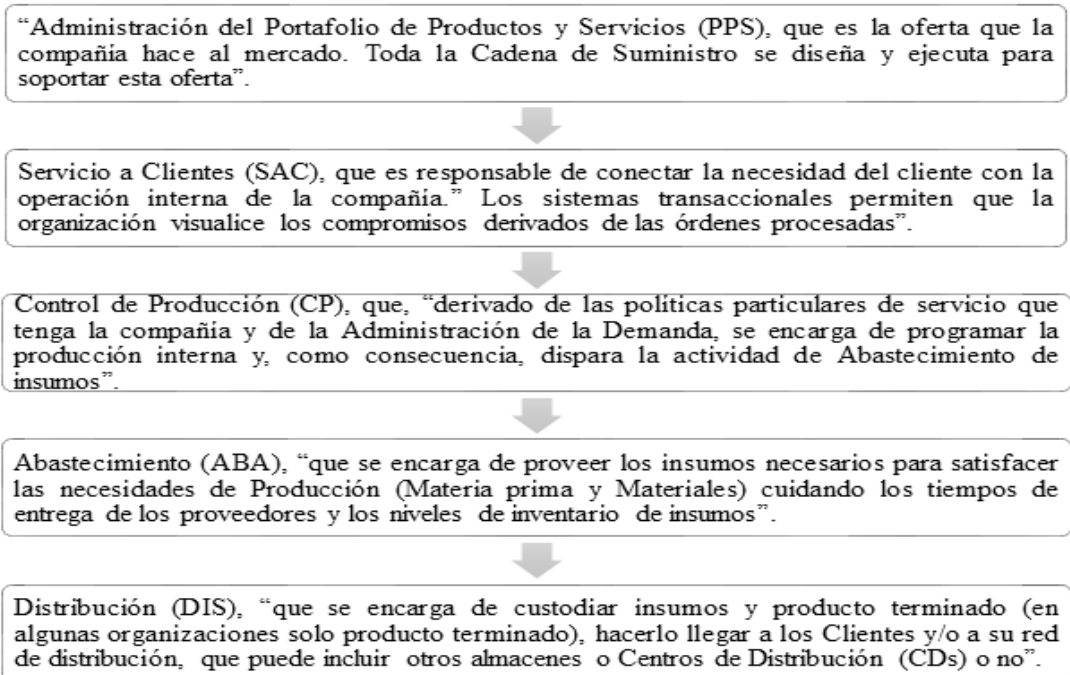 “Administración del Portafolio de Productos y Servicios (PPS), que es la oferta que la
compañía hace al mercado. Toda la Cadena de Suministro se diseña y ejecuta para
soportar esta oferta”.
Servicio a Clientes (SAC), que es responsable de conectar la necesidad del cliente con la
operación interna de la compañía.” Los sistemas transaccionales permiten que la
organización visualice los compromisos derivados de las órdenes procesadas”.
Control de Producción (CP), que, “derivado de las políticas particulares de servicio que
tenga la compañía y de la Administración de la Demanda, se encarga de programar la
producción interna y, como consecuencia, dispara la actividad de Abastecimiento de
insumos”.
Abastecimiento (ABA), “que se encarga de proveer los insumos necesarios para satisfacer
las necesidades de Producción (Materia prima y Materiales) cuidando los tiempos de
entrega de los proveedores y los niveles de inventario de insumos”.
Distribución (DIS), “que se encarga de custodiar insumos y producto terminado (en
algunas organizaciones solo producto terminado), hacerlo llegar a los Clientes y/o a su red
de distribución, que puede incluir otros almacenes o Centros de Distribución (CDs) o no”.